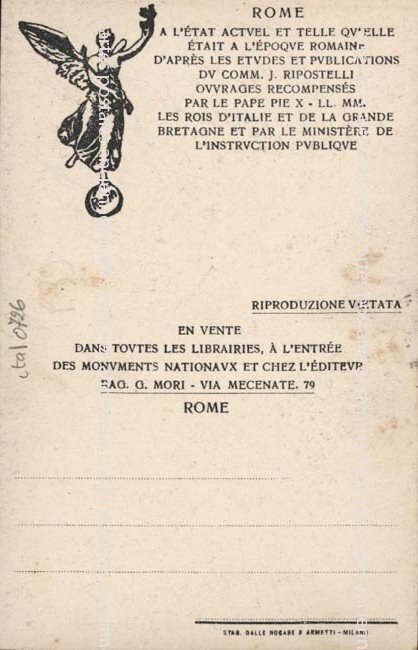 ROME
A L'ÉTAT ACTVEL ET TELLE QV'ELLE
ÉTAIT A L'ÉPOQVE ROMAINE
D'APRÈS LES ETVDES ET PVBLICATIONS
DV COMM. J. RIPOSTELLI
OVVRAGES RECOMPENSÉS
PAR LE PAPE PIE X - LL. MM.
LES ROIS D'ITALIE ET DE LA GRANDE
BRETAGNE ET PAR LE MINISTÈRE DE
L'INSTRVCTION PVBLIQVE
RIPRODUZIONE VIETATA
EN VENTE
DANS TOVTES LES LIBRAIRIES, À L'ENTRÉE
DES MONVMENTS NATIONAVX ET CHEZ L'ÉDITEVR
RAG. G. MORI - VIA MECENATE, 79
ROME
ital 0726
STAB. DALLE NOGARE & ARMETTI - MILANO